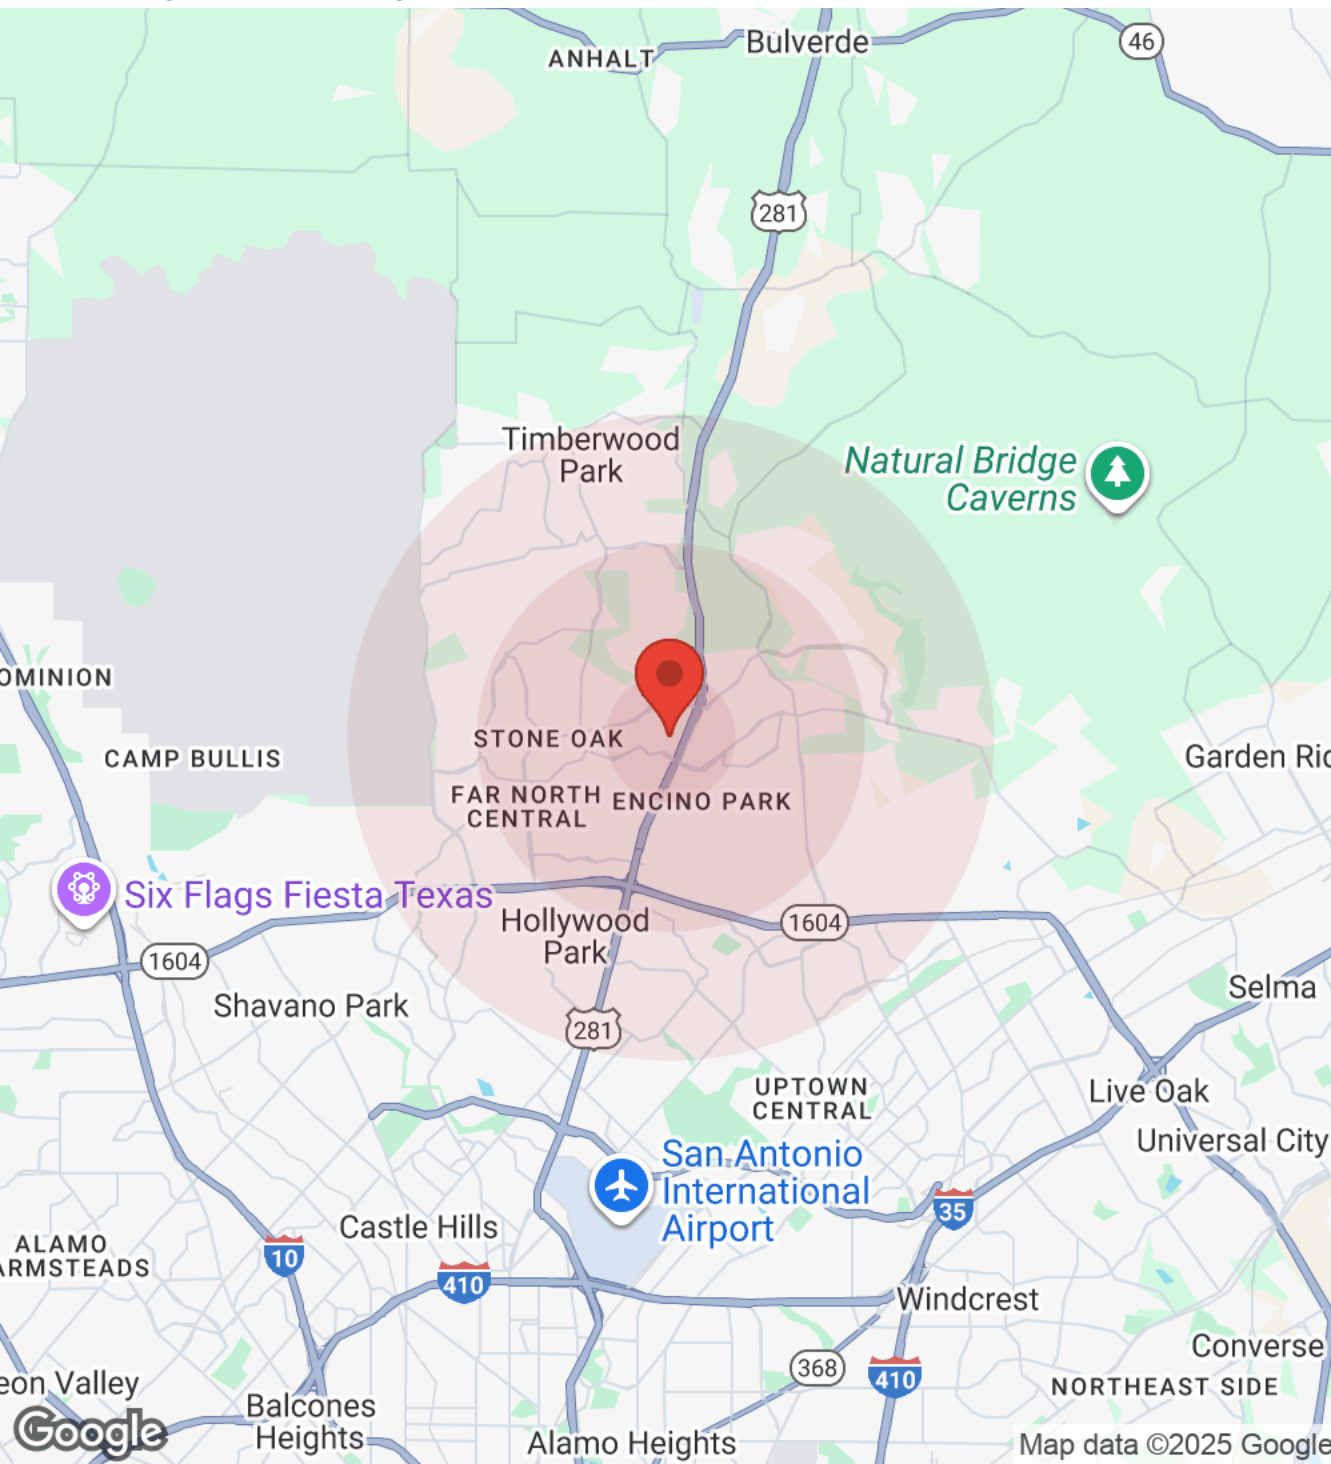 Bulverde
46
ANHALT
281
Timberwood
Park
Natural Bridge
Caverns
OMINION
STONE OAK
CAMP BULLIS
Garden Ric
FAR NORTH
CENTRAL
ENCINO PARK
Six Flags Fiesta Texas
Hollywood
Park
1604
1604
Selma
Shavano Park
281
UPTOWN
CENTRAL
Live Oak
Universal City
San Antonio
International
Airport
35
Castle Hills
ALAMO
ARMSTEADS
10
410
Windcrest
Converse
368
410
eon Valley
NORTHEAST SIDE
Balcones
Heights
Google
Alamo Heights
Map data ©2025 Google